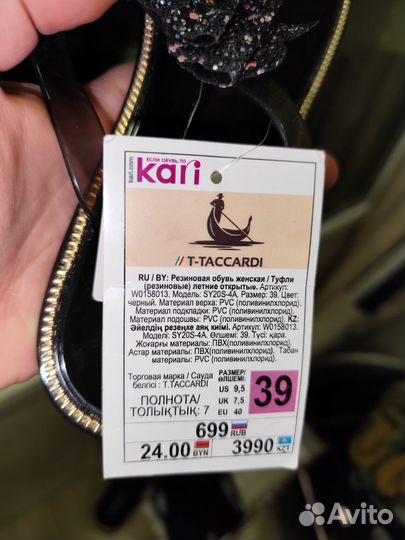 ЕСЛИ ОБУВЬ, ТО
kari
kari.com
T-TACCARDI
RU / BY: Резиновая обувь женская / Туфли
(резиновые) летние открытые. Артикул:
W0158013. Модель: SY20S-4A. Размер: 39. Цвет:
черный. Материал верха: PVC (поливинилхлорид).
Материал подкладки: PVC (поливинилхлорид).
Материал подошвы: PVC (поливинилхлорид). KZ:
Әйелдің резеңке аяқ киімі. Артикул: W0158013.
Моделі: SY20S-4A. Өлшемі: 39. Түсі: қара.
Жоғарғы материалы: ПВХ(поливинилхлорид).
Астар материалы: ПВХ(поливинилхлорид). Табан
материалы: PVC (поливинилхлорид).
Торговая марка / Сауда
белгісі : T.TACCARDI
ПОЛНОТА/
ТОЛЫҚТЫҚ: 7
РАЗМЕР/
ӨЛШЕМІ:
US 9,5
UK 7,5
EU 40
39
699 RUB
24.00 BYN
3990 KZT
Avito